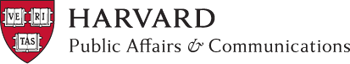 VE RI
TAS
HARVARD
Public Affairs & Communications